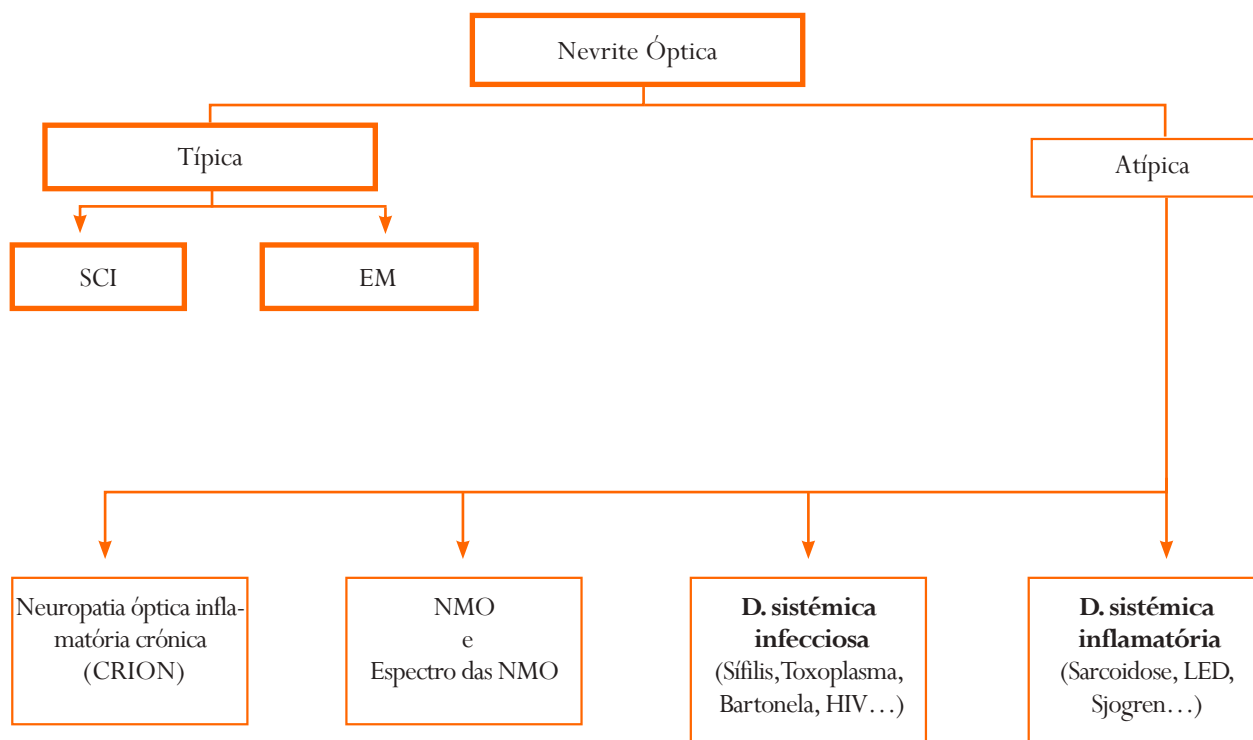 Nevrite Óptica
Típica
Atípica
SCI
EM
Neuropatia óptica infla-
matória crónica
(CRION)
NMO
e
Espectro das NMO
D. sistémica
infecciosa
(Sífilis, Toxoplasma,
Bartonela, HIV…)
D. sistémica
inflamatória
(Sarcoidose, LED,
Sjogren…)